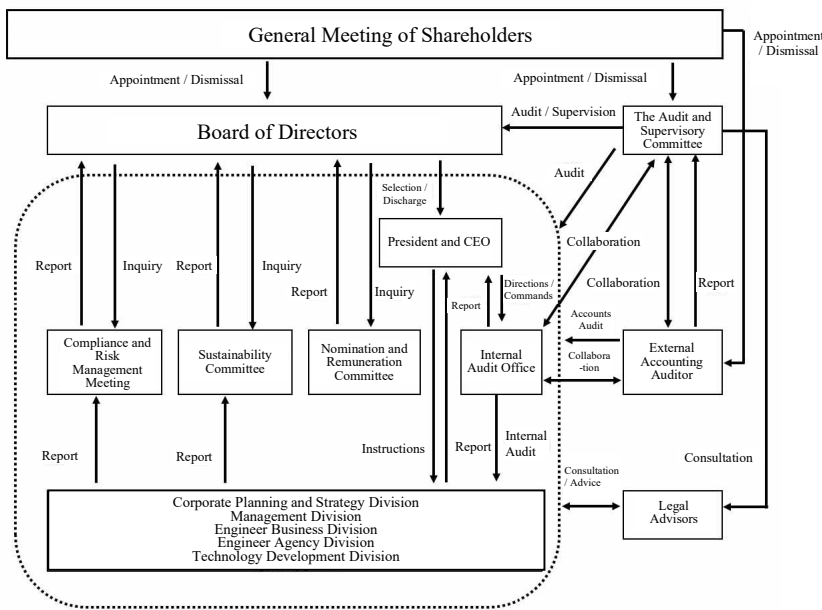 General Meeting of Shareholders
Appointment
/ Dismissal
Appointment / Dismissal
Appointment / Dismissal
Audit / Supervision
Board of Directors
The Audit and
Supervisory
Committee
Audit
Selection /
Discharge
President and CEO
Collaboration
Report
Inquiry
Report
Inquiry
Report
Inquiry
Report
Directions /
Commands
Collaboration
Report
Accounts
Audit
Compliance and
Risk
Management
Meeting
Sustainability
Committee
Nomination and
Remuneration
Committee
Internal
Audit Office
Collabora
-tion
External
Accounting
Auditor
Report
Report
Instructions
Report
Internal
Audit
Consultation
Consultation
/ Advice
Corporate Planning and Strategy Division
Management Division
Engineer Business Division
Engineer Agency Division
Technology Development Division
Legal
Advisors